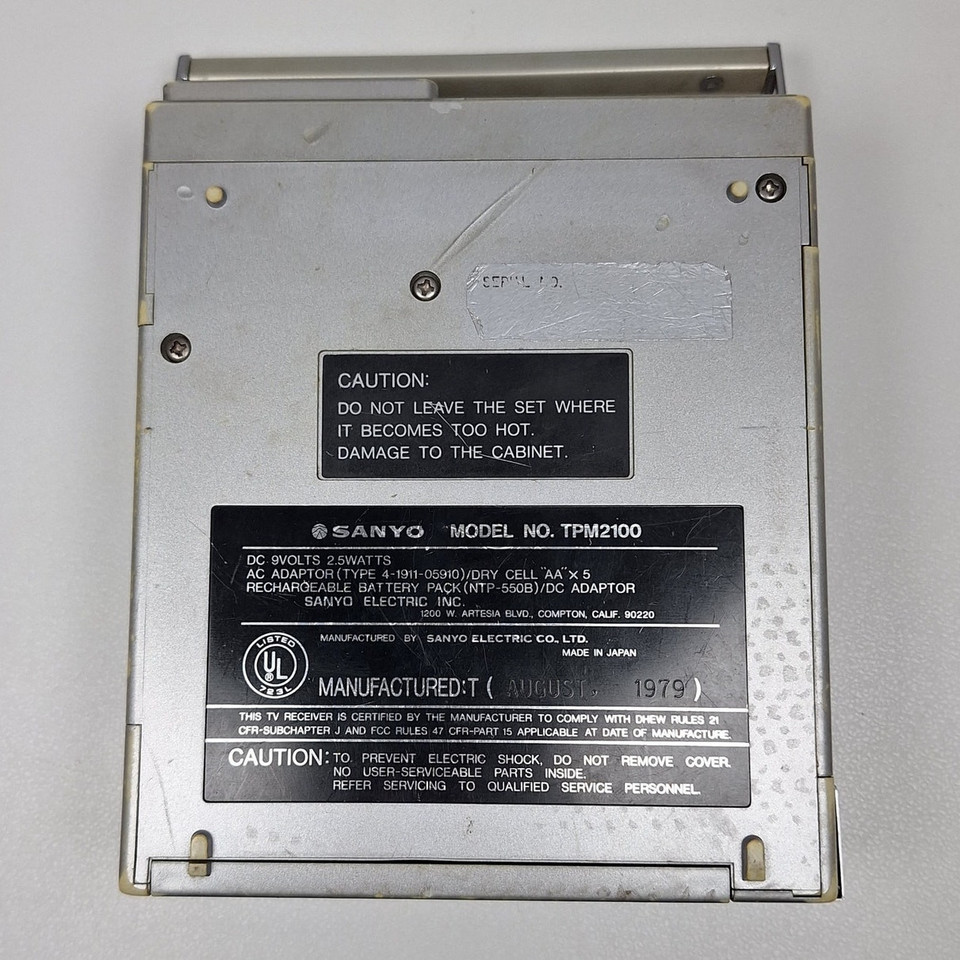 SERIAL NO.
CAUTION:
DO NOT LEAVE THE SET WHERE
IT BECOMES TOO HOT.
DAMAGE TO THE CABINET.
SANYO MODEL NO. TPM2100
DC 9VOLTS 2.5WATTS
AC ADAPTOR (TYPE 4-1911-05910)/DRY CELL "AA" X 5
RECHARGEABLE BATTERY PACK (NTP-550B)/DC ADAPTOR
SANYO ELECTRIC INC.
1200 W. ARTESIA BLVD., COMPTON, CALIF. 90220
MANUFACTURED BY SANYO ELECTRIC CO., LTD.
MADE IN JAPAN
LISTED
UL ®
723L
MANUFACTURED:T ( AUGUST, 1979 )
THIS TV RECEIVER IS CERTIFIED BY THE MANUFACTURER TO COMPLY WITH DHEW RULES 21
CFR-SUBCHAPTER J AND FCC RULES 47 CFR-PART 15 APPLICABLE AT DATE OF MANUFACTURE.
CAUTION: TO PREVENT ELECTRIC SHOCK, DO NOT REMOVE COVER.
NO USER-SERVICEABLE PARTS INSIDE.
REFER SERVICING TO QUALIFIED SERVICE PERSONNEL.